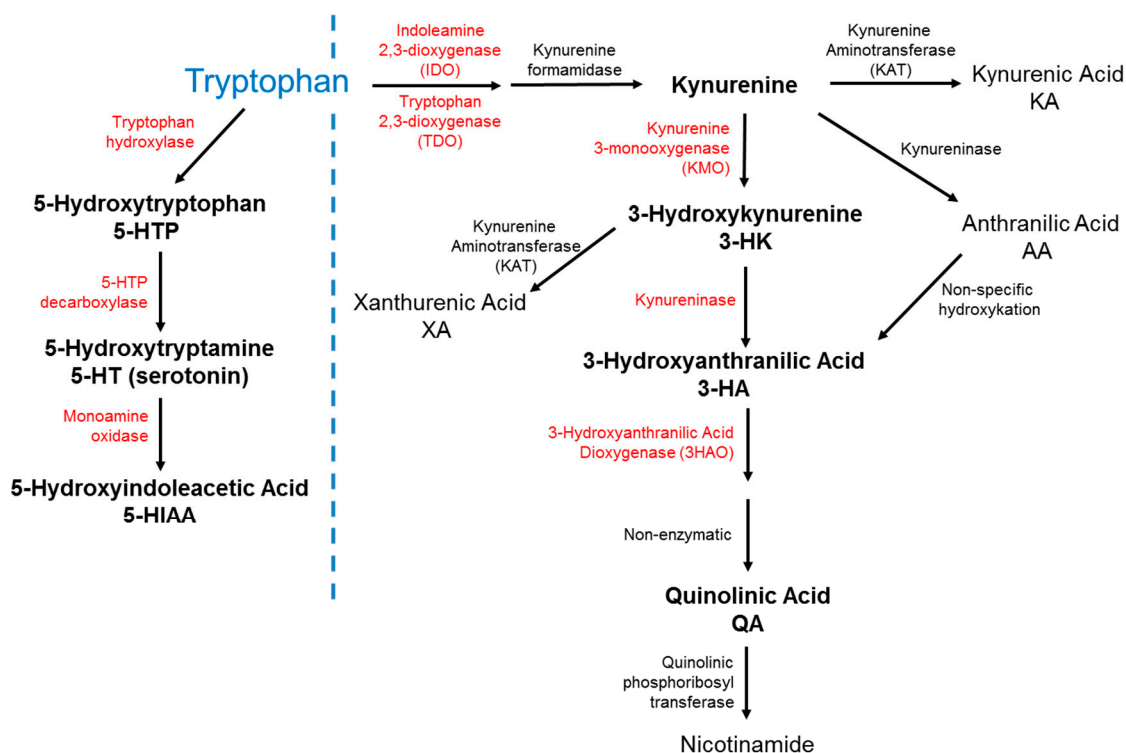 Tryptophan
Indoleamine
2,3-dioxygenase
(IDO)
Tryptophan
2,3-dioxygenase
(TDO)
Kynurenine
formamidase
Kynurenine
Kynurenine
Aminotransferase
(KAT)
Kynurenic Acid
KA
Tryptophan
hydroxylase
Kynurenine
3-monooxygenase
(KMO)
Kynureninase
5-Hydroxytryptophan
5-HTP
3-Hydroxykynurenine
3-HK
Anthranilic Acid
AA
Kynurenine
Aminotransferase
(KAT)
5-HTP
decarboxylase
Xanthurenic Acid
XA
Kynureninase
Non-specific
hydroxykation
5-Hydroxytryptamine
5-HT (serotonin)
3-Hydroxyanthranilic Acid
3-HA
Monoamine
oxidase
3-Hydroxyanthranilic Acid
Dioxygenase (3HAO)
5-Hydroxyindoleacetic Acid
5-HIAA
Non-enzymatic
Quinolinic Acid
QA
Quinolinic
phosphoribosyl
transferase
Nicotinamide